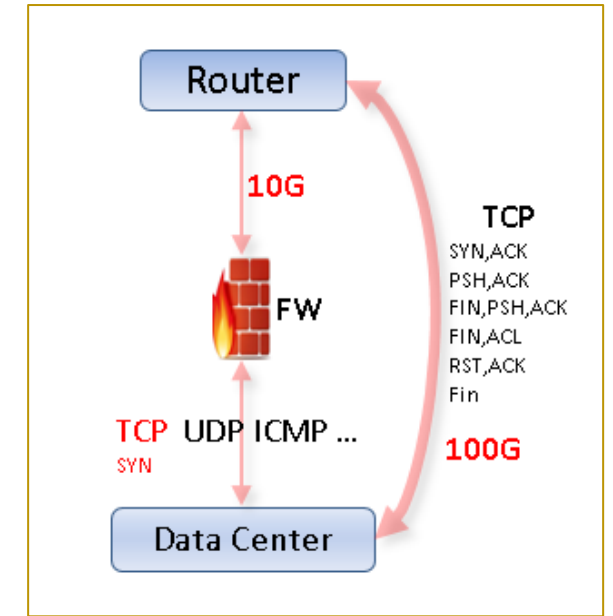 Router
10G
TCP
SYN,ACK
PSH,ACK
FIN,PSH,ACK
FIN,ACL
RST,ACK
Fin
100G
FW
TCP UDP ICMP ...
SYN
Data Center